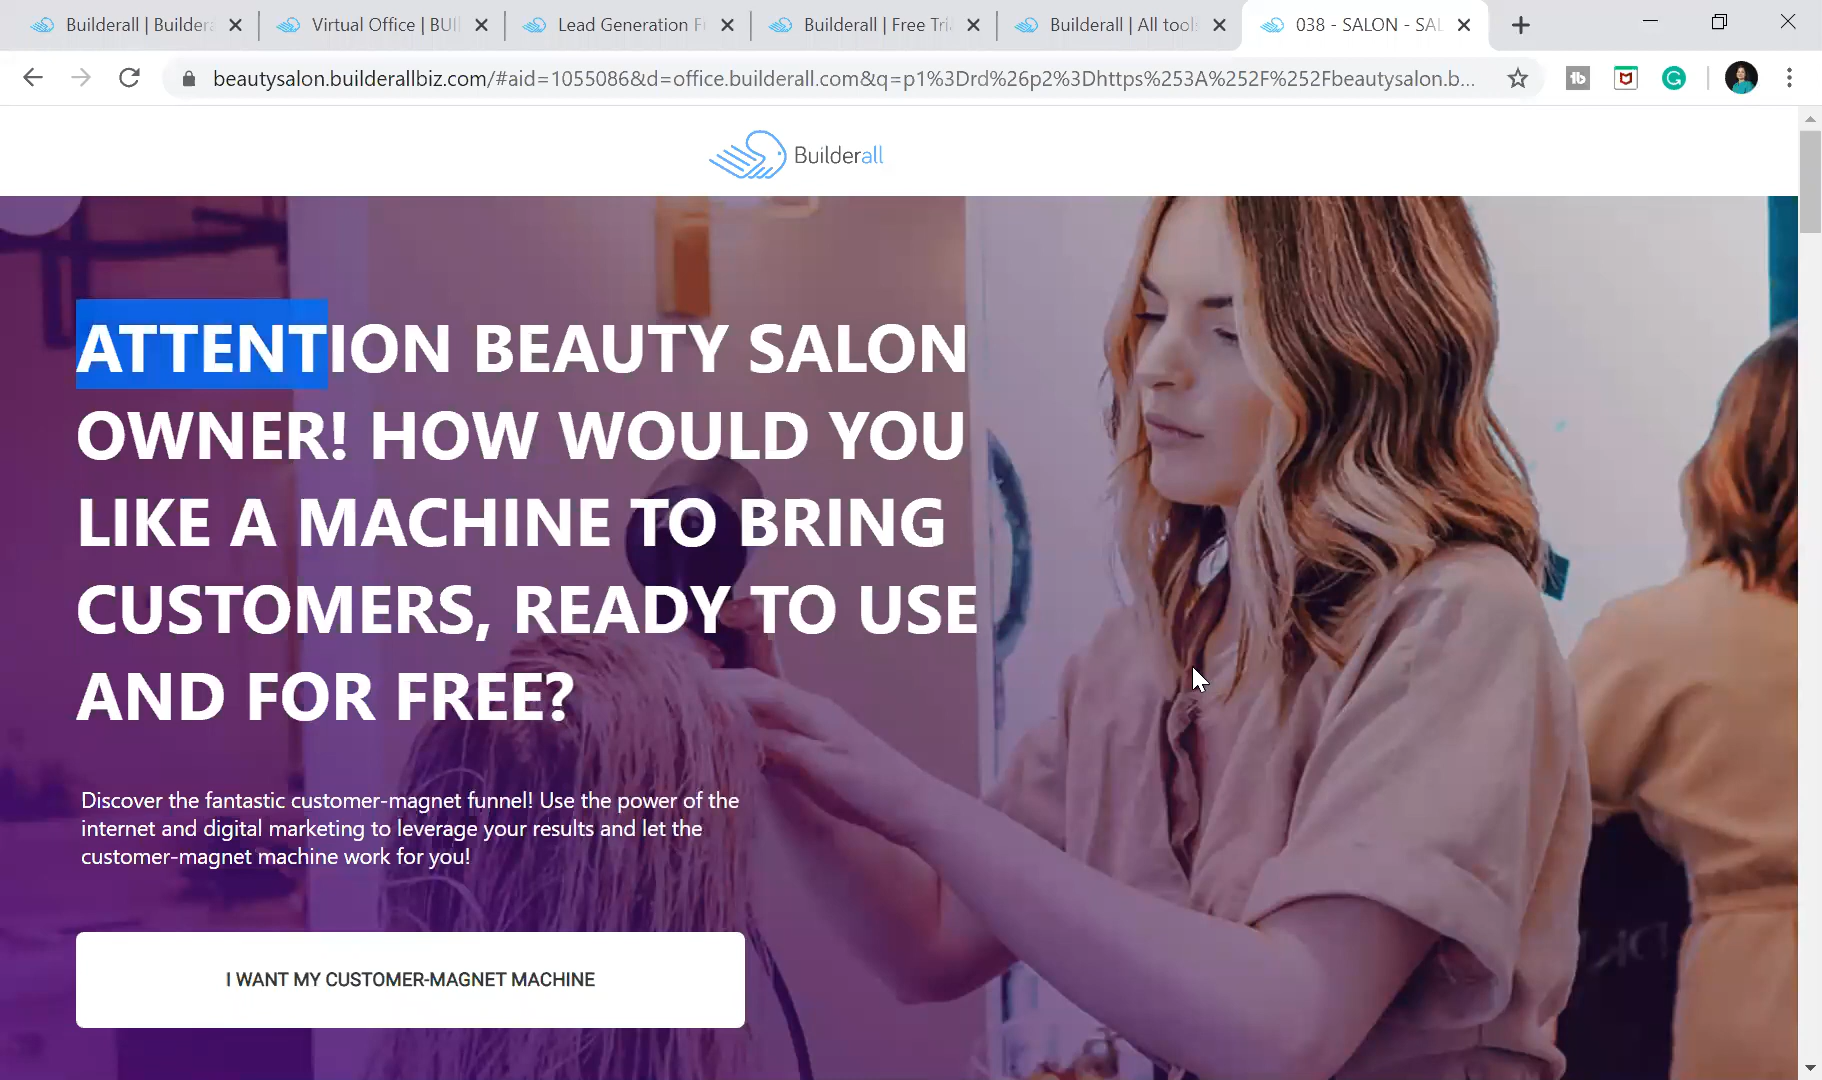 Builderall | Builder
Virtual Office | BUI
Lead Generation F
Builderall | Free Tri
Builderall | All tool
038 - SALON - SAL
beautysalon.builderallbiz.com/#aid=1055086&d=office.builderall.com&q=p1%3Drd%26p2%3Dhttps%253A%252F%252Fbeautysalon.b...
Builderall
ATTENTION BEAUTY SALON
OWNER! HOW WOULD YOU
LIKE A MACHINE TO BRING
CUSTOMERS, READY TO USE
AND FOR FREE?
Discover the fantastic customer-magnet funnel! Use the power of the
internet and digital marketing to leverage your results and let the
customer-magnet machine work for you!
I WANT MY CUSTOMER-MAGNET MACHINE